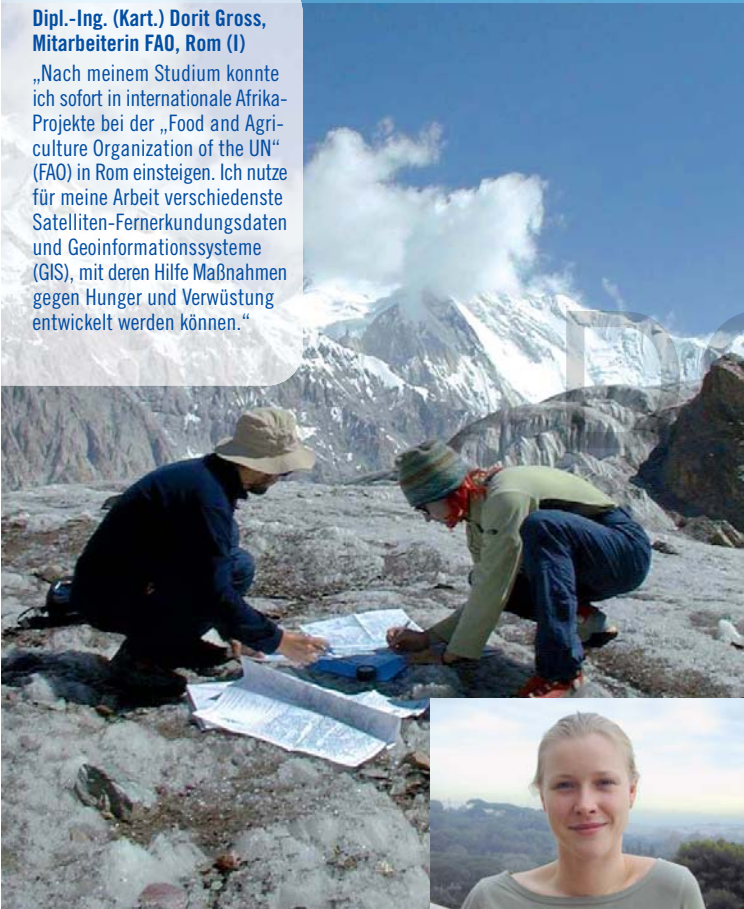 Dipl.-Ing. (Kart.) Dorit Gross,
Mitarbeiterin FAO, Rom (I)
„Nach meinem Studium konnte
ich sofort in internationale Afrika-
Projekte bei der „Food and Agri-
culture Organization of the UN“
(FAO) in Rom einsteigen. Ich nutze
für meine Arbeit verschiedenste
Satelliten-Fernerkundungsdaten
und Geoinformationssysteme
(GIS), mit deren Hilfe Maßnahmen
gegen Hunger und Verwüstung
entwickelt werden können.“